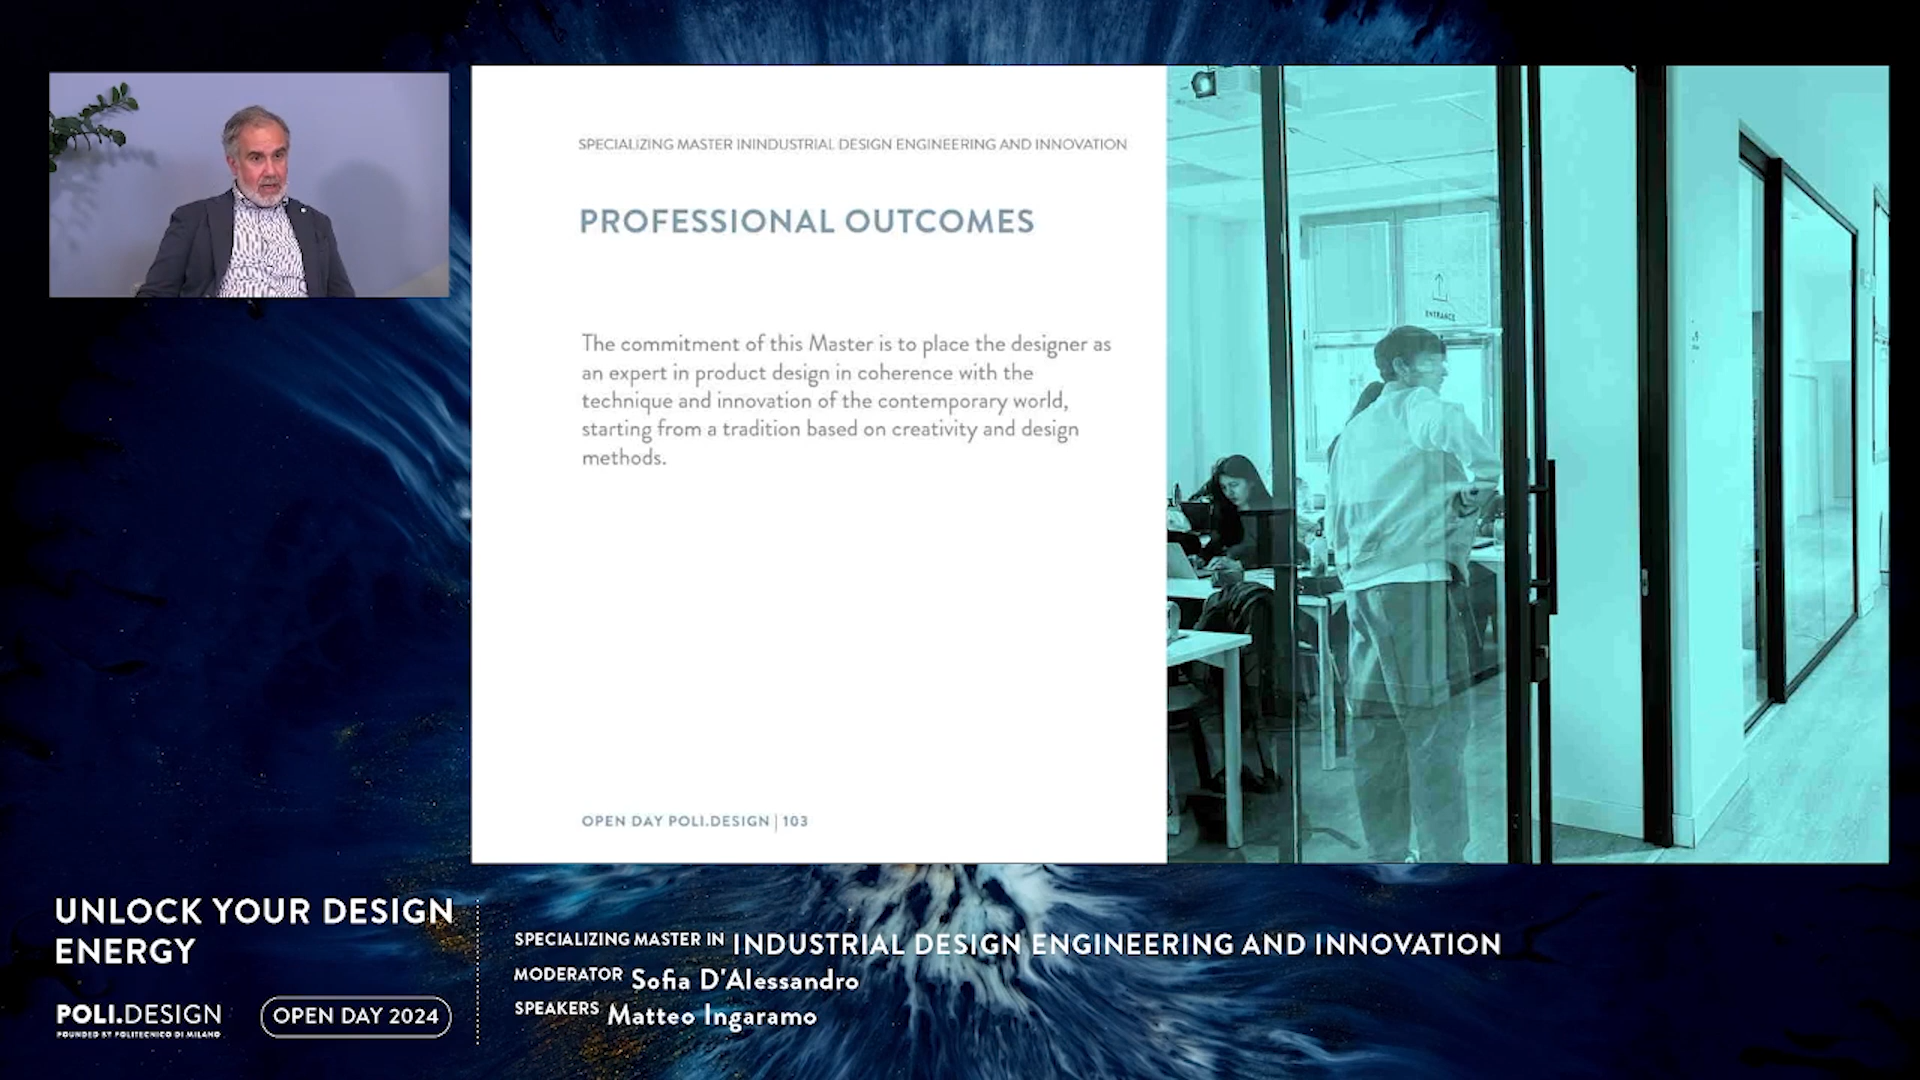 SPECIALIZING MASTER ININDUSTRIAL DESIGN ENGINEERING AND INNOVATION
PROFESSIONAL OUTCOMES
The commitment of this Master is to place the designer as
an expert in product design in coherence with the
technique and innovation of the contemporary world,
starting from a tradition based on creativity and design
methods.
OPEN DAY POLI.DESIGN | 103
ENTRANCE
UNLOCK YOUR DESIGN
ENERGY
POLI.DESIGN
FOUNDED BY POLITECNICO DI MILANO
OPEN DAY 2024
SPECIALIZING MASTER IN INDUSTRIAL DESIGN ENGINEERING AND INNOVATION
MODERATOR Sofia D'Alessandro
SPEAKERS Matteo Ingaramo